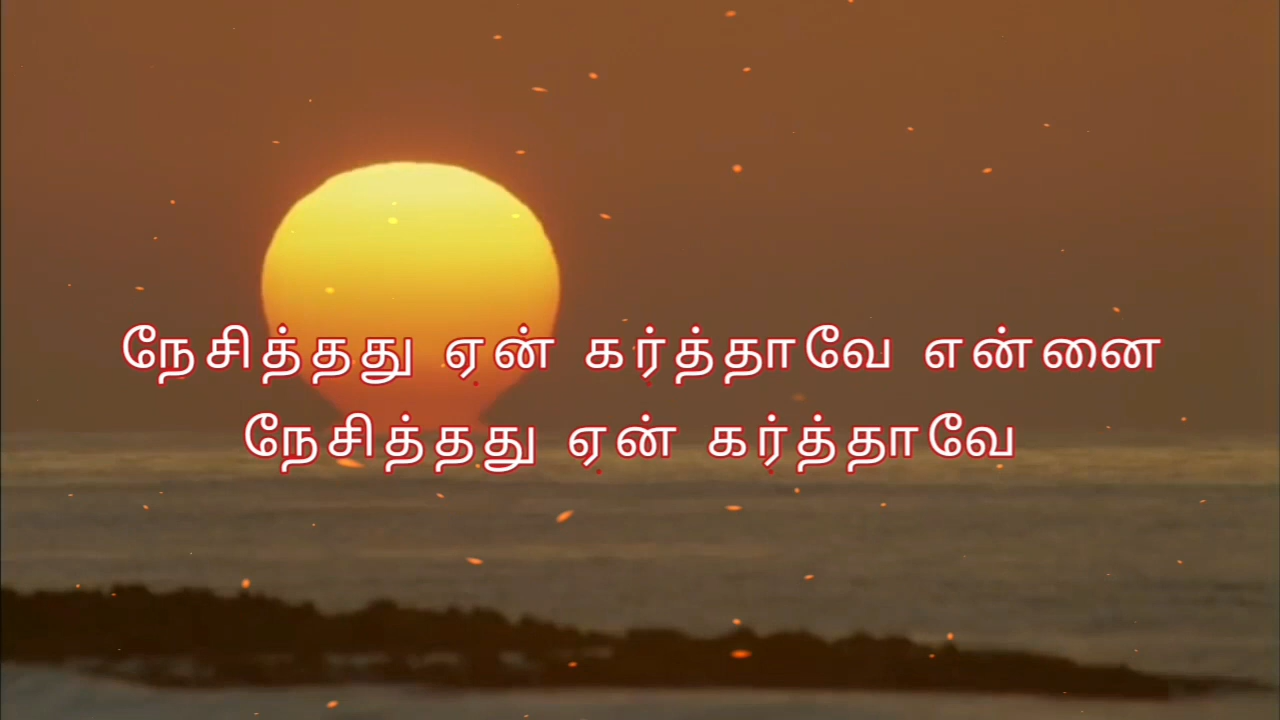 நேசித்தது ஏன் கர்த்தாவே என்னை
நேசித்தது ஏன் கர்த்தாவே